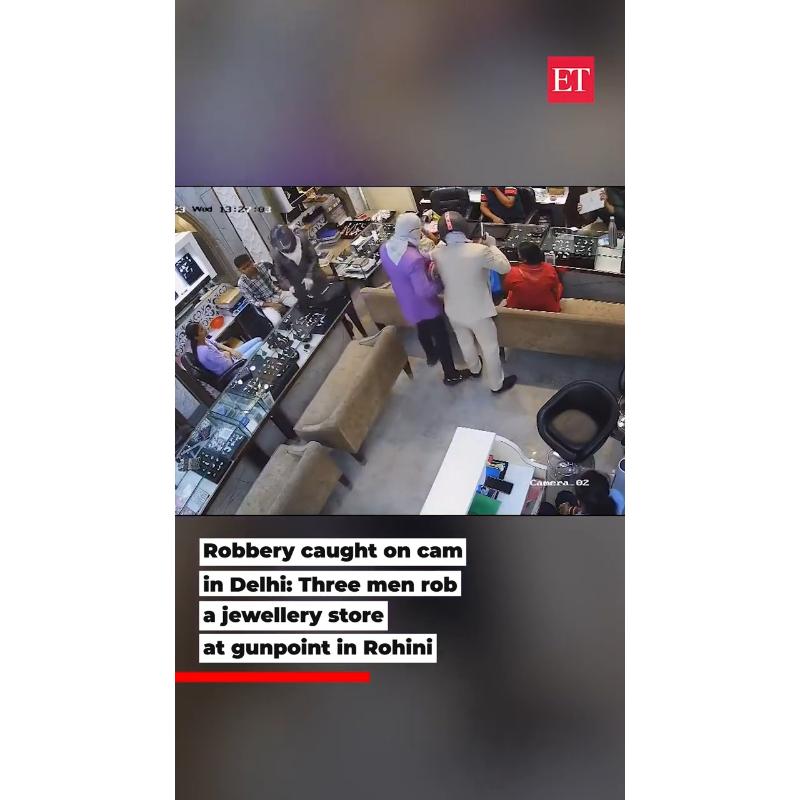 ET
3 Wed 13:27:03
Camera_02
Robbery caught on cam
in Delhi: Three men rob
a jewellery store
at gunpoint in Rohini